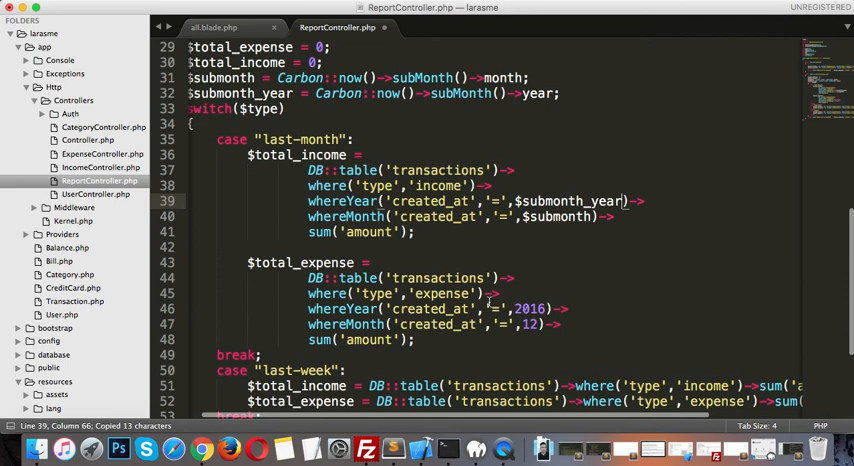 ReportController.php — larasme
UNREGISTERED
FOLDERS
larasme
app
Console
Exceptions
Http
Controllers
Auth
CategoryController.php
Controller.php
ExpenseController.php
IncomeController.php
ReportController.php
UserController.php
Middleware
Kernel.php
Providers
Balance.php
Bill.php
Category.php
CreditCard.php
Transaction.php
User.php
bootstrap
config
database
public
resources
assets
lang
all.blade.php
ReportController.php
29 $total_expense = 0;
30 $total_income = 0;
31 $submonth = Carbon::now()->subMonth()->month;
32 $submonth_year = Carbon::now()->subMonth()->year;
33 switch($type)
34 {
35 case "last-month":
36 $total_income =
37 DB::table('transactions')->
38 where('type','income')->
39 whereYear('created_at','=',$submonth_year)->
40 whereMonth('created_at','=',$submonth)->
41 sum('amount');
42
43 $total_expense =
44 DB::table('transactions')->
45 where('type','expense')->
46 whereYear('created_at','=',2016)->
47 whereMonth('created_at','=',12)->
48 sum('amount');
49 break;
50 case "last-week":
51 $total_income = DB::table('transactions')->where('type','income')->sum('a
52 $total_expense = DB::table('transactions')->where('type','expense')->sum(
53 break;
Line 39, Column 66; Copied 13 characters
Tab Size: 4
PHP